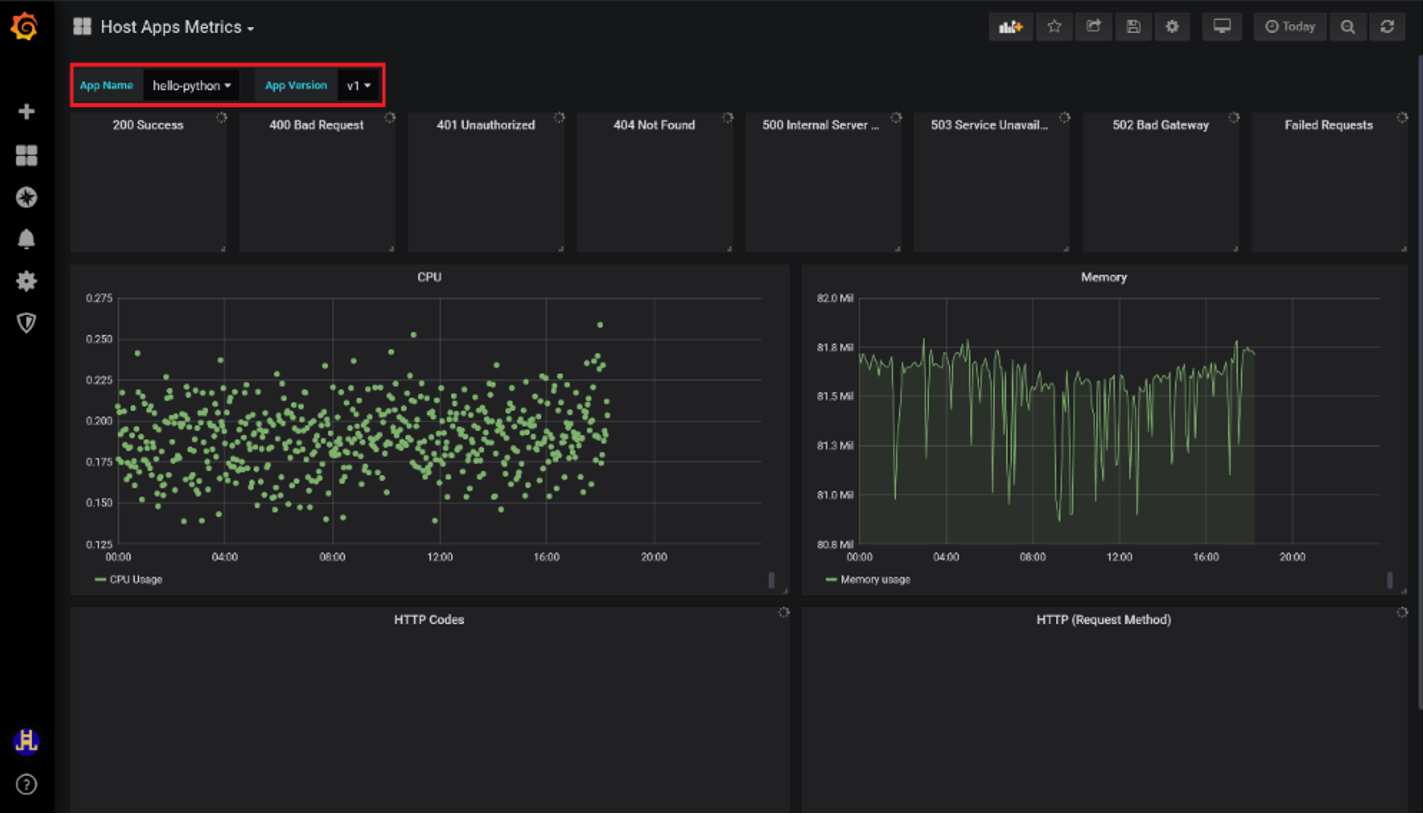 Host Apps Metrics
Today
App Name hello-python App Version v1
200 Success 400 Bad Request 401 Unauthorized 404 Not Found 500 Internal Server ... 503 Service Unavail... 502 Bad Gateway Failed Requests
CPU
0.275
0.250
0.225
0.200
0.175
0.150
0.125
00:00 04:00 08:00 12:00 16:00 20:00
CPU Usage
Memory
82.0 Mil
81.8 Mil
81.5 Mil
81.3 Mil
81.0 Mil
80.8 Mil
00:00 04:00 08:00 12:00 16:00 20:00
Memory usage
HTTP Codes
HTTP (Request Method)